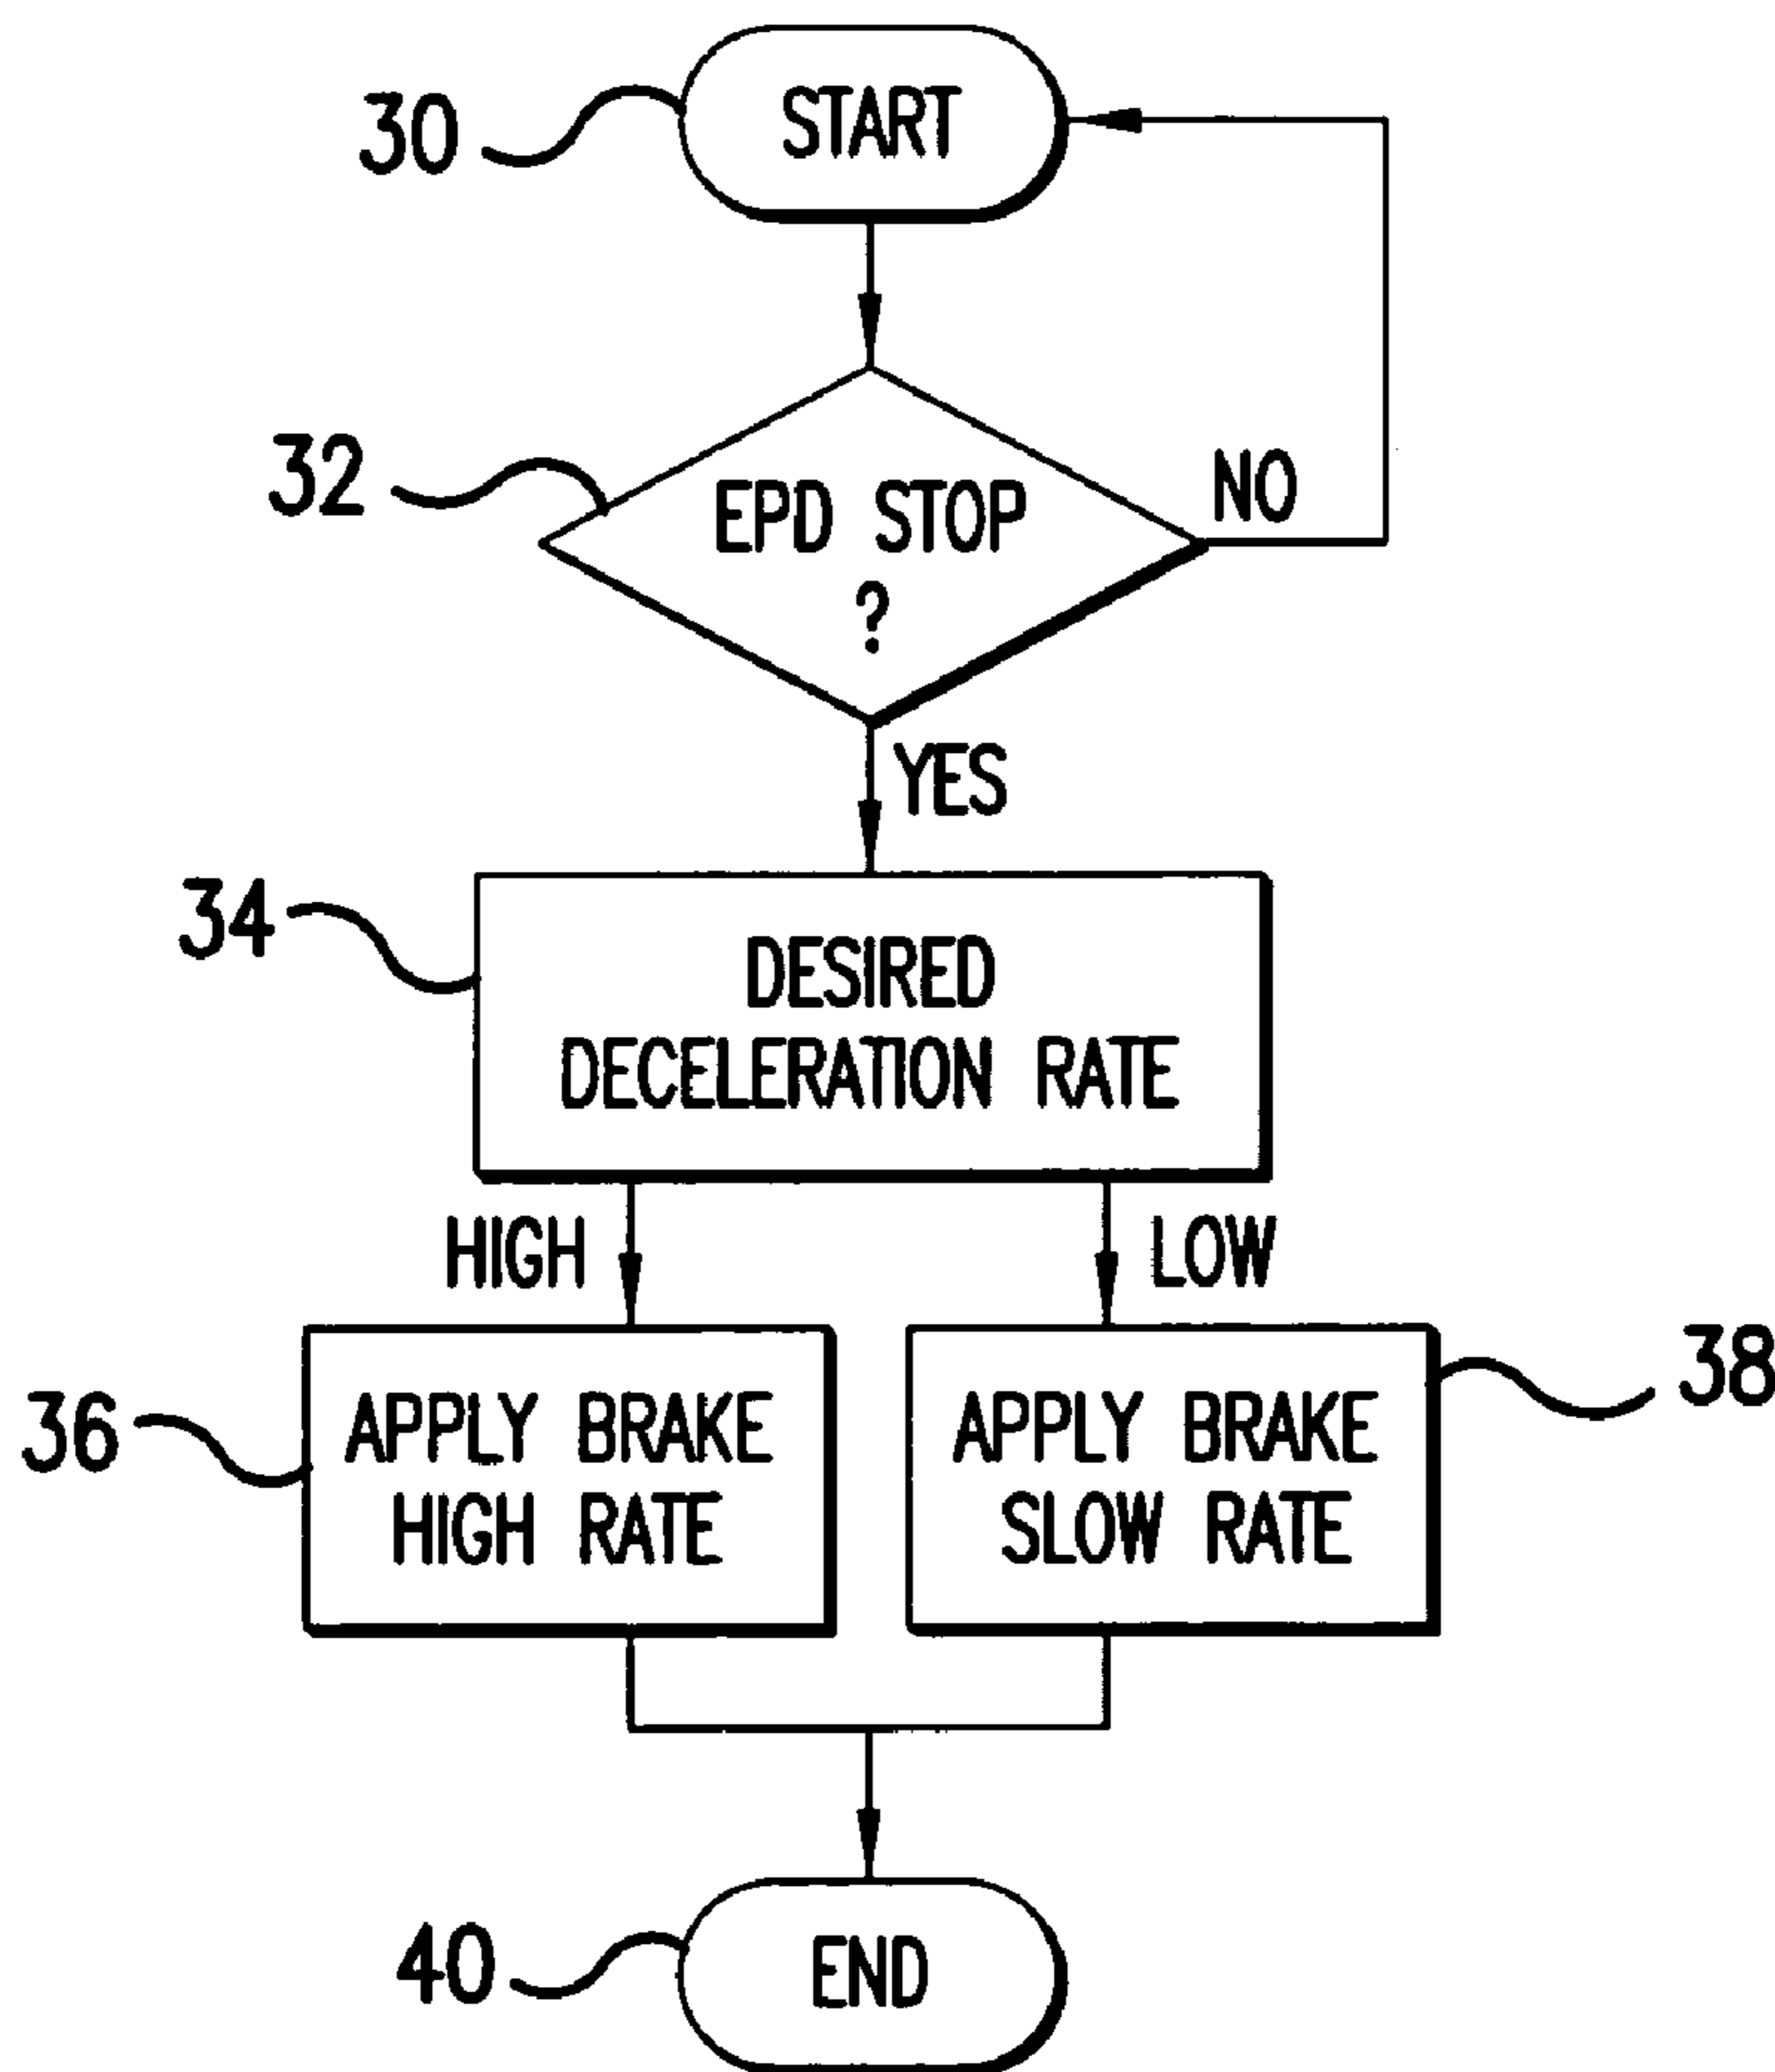 30
START
32
EPD STOP
?
NO
YES
34
DESIRED
DECELERATION RATE
HIGH
LOW
36
APPLY BRAKE
HIGH RATE
38
APPLY BRAKE
SLOW RATE
40
END